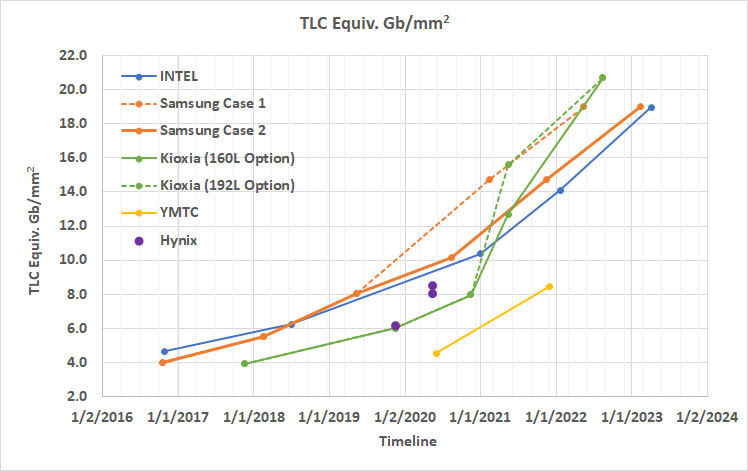 TLC Equiv. Gb/mm2
22.0
20.0
18.0
16.0
14.0
12.0
10.0
8.0
6.0
4.0
2.0
TLC Equiv. Gb/mm2
INTEL
Samsung Case 1
Samsung Case 2
Kioxia (160L Option)
Kioxia (192L Option)
YMTC
Hynix
1/2/2016 1/1/2017 1/1/2018 1/1/2019 1/2/2020 1/1/2021 1/1/2022 1/1/2023 1/2/2024
Timeline